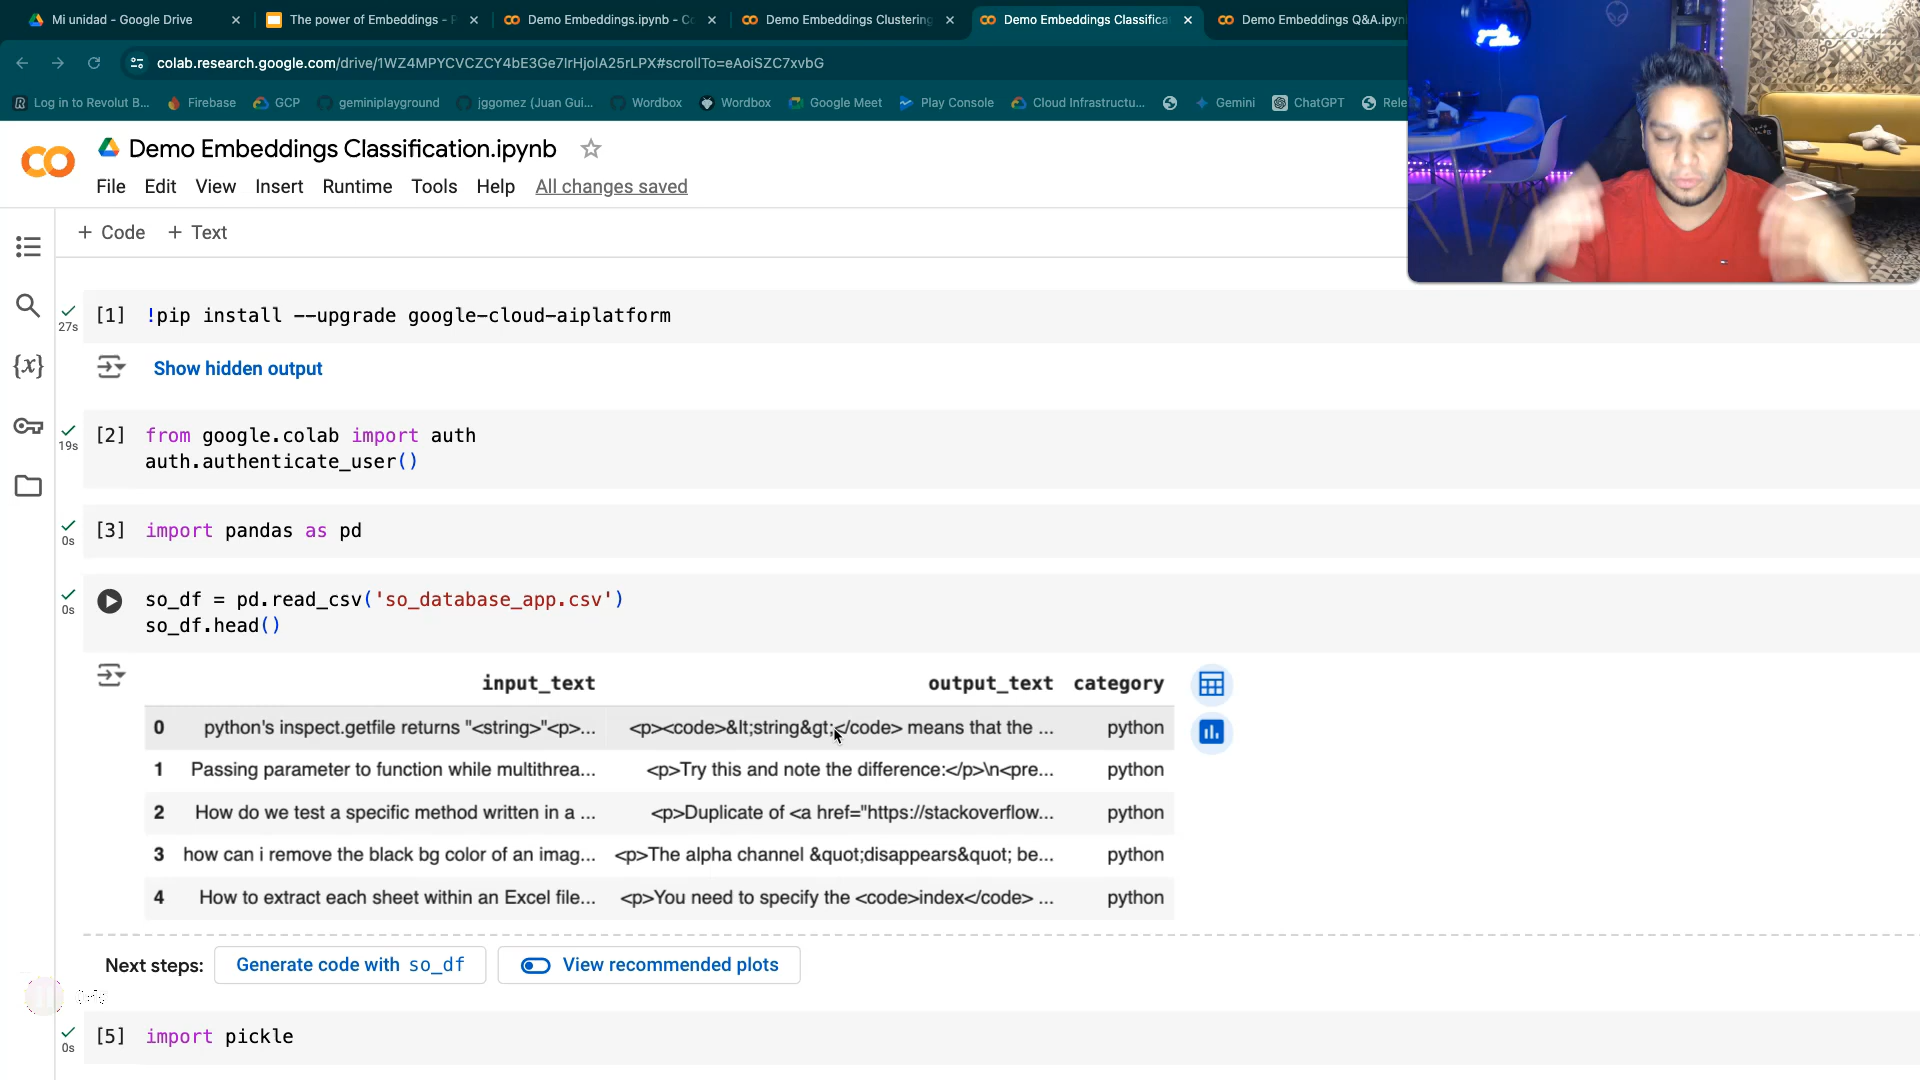 Mi unidad - Google Drive
The power of Embeddings -
Demo Embeddings.ipynb - Co
Demo Embeddings Clustering
Demo Embeddings Classifica
Demo Embeddings Q&A.ipyn
colab.research.google.com/drive/1WZ4MPYCVCZCY4bE3Ge7lrHjolA25rLPX#scrollTo=eAoiSZC7xvbG
Log in to Revolut B...
Firebase
GCP
geminiplayground
jggomez (Juan Gui...
Wordbox
Wordbox
Google Meet
Play Console
Cloud Infrastructu...
Gemini
ChatGPT
Rele
Demo Embeddings Classification.ipynb
File Edit View Insert Runtime Tools Help All changes saved
+ Code + Text
27s [1] !pip install --upgrade google-cloud-aiplatform
Show hidden output
[2] from google.colab import auth
19s auth.authenticate_user()
[3] import pandas as pd
0s
so_df = pd.read_csv('so_database_app.csv')
0s so_df.head()
input_text output_text category
0 python's inspect.getfile returns "<string>"<p>... <p><code>&lt;string&gt;</code> means that the ... python
1 Passing parameter to function while multithrea... <p>Try this and note the difference:</p>\n<pre... python
2 How do we test a specific method written in a ... <p>Duplicate of <a href="https://stackoverflow... python
3 how can i remove the black bg color of an imag... <p>The alpha channel &quot;disappears&quot; be... python
4 How to extract each sheet within an Excel file... <p>You need to specify the <code>index</code> ... python
Next steps: Generate code with so_df View recommended plots
[5] import pickle
0s